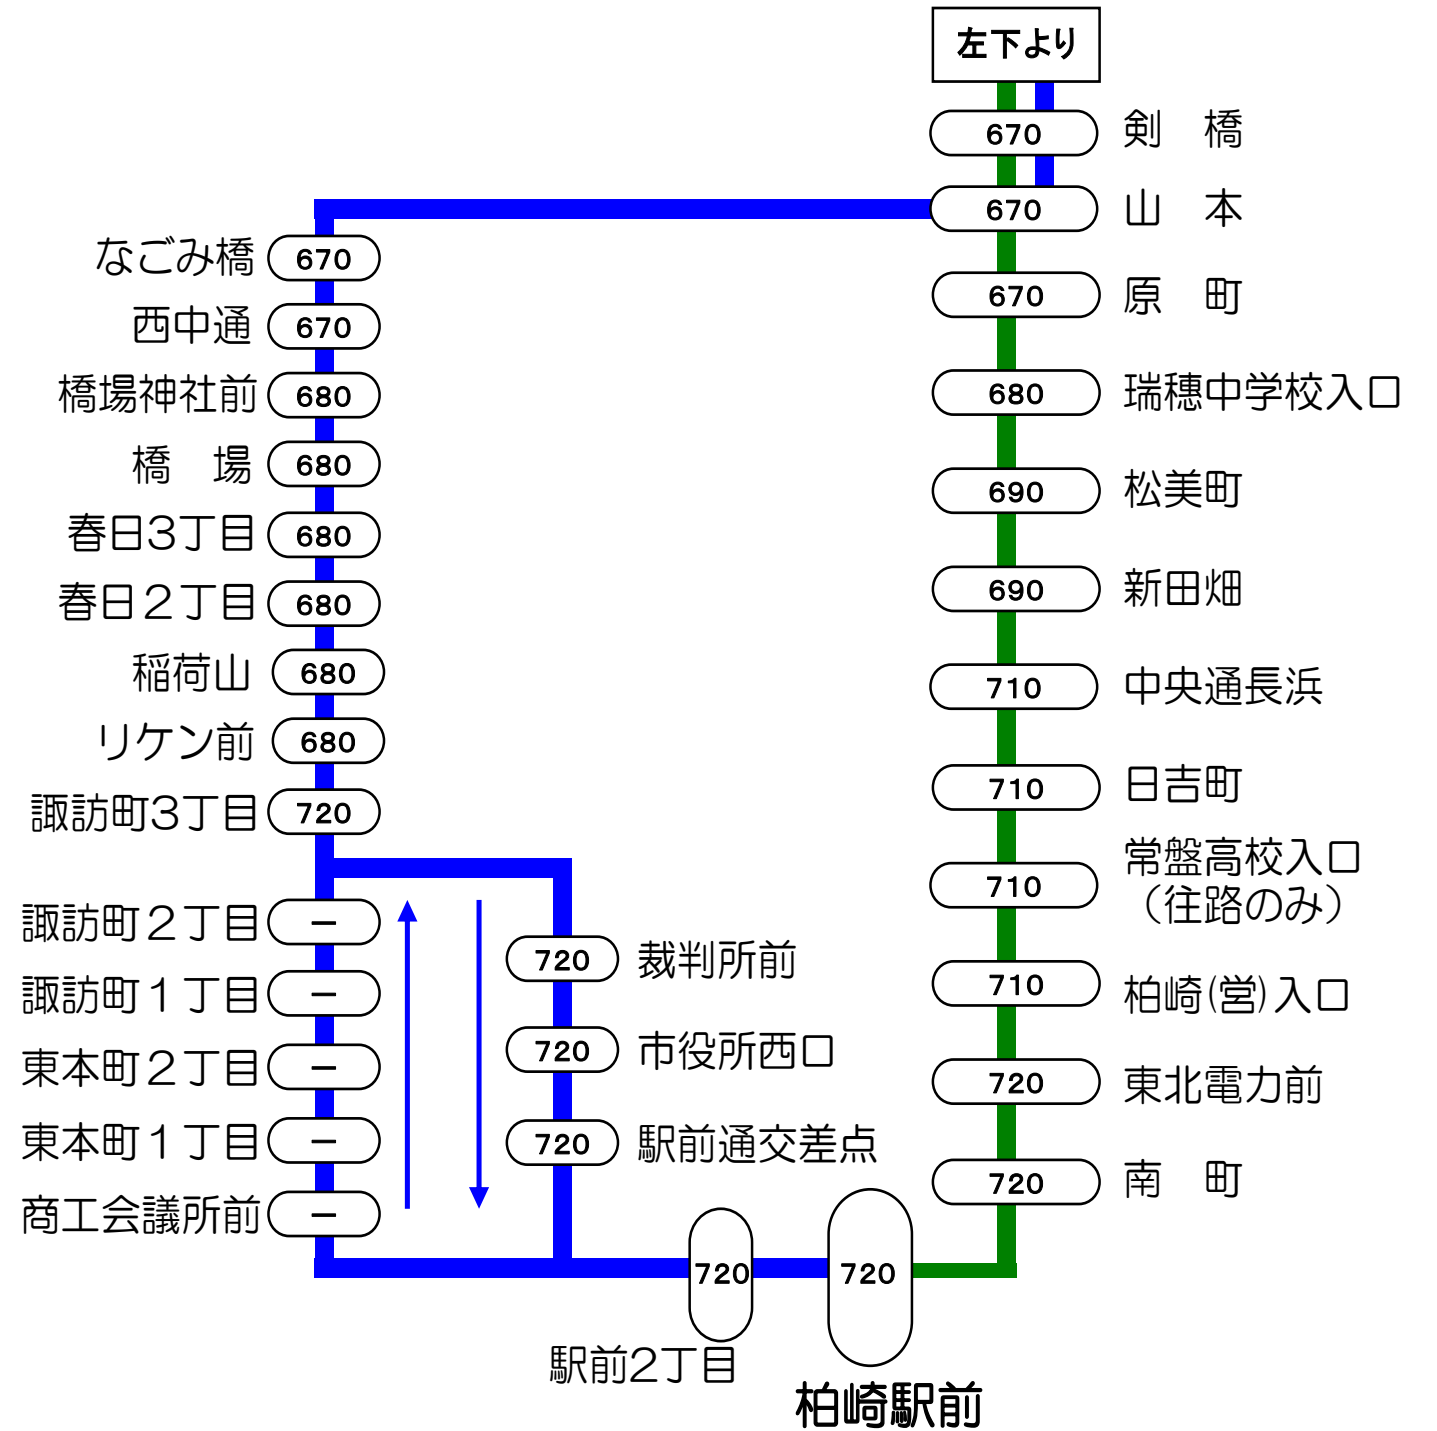 左下より
670
剣　橋
670
山　本
なごみ橋
670
670
原　町
西中通
670
橋場神社前
680
680
瑞穂中学校入口
橋　場
680
690
松美町
春日３丁目
680
春日２丁目
680
690
新田畑
稲荷山
680
710
中央通長浜
リケン前
680
710
日吉町
諏訪町３丁目
720
710
常盤高校入口
（往路のみ）
諏訪町２丁目
－
720
裁判所前
諏訪町１丁目
－
710
柏崎(営)入口
東本町２丁目
－
720
市役所西口
720
東北電力前
東本町１丁目
－
720
駅前通交差点
720
南　町
商工会議所前
－
720
720
駅前２丁目
柏崎駅前